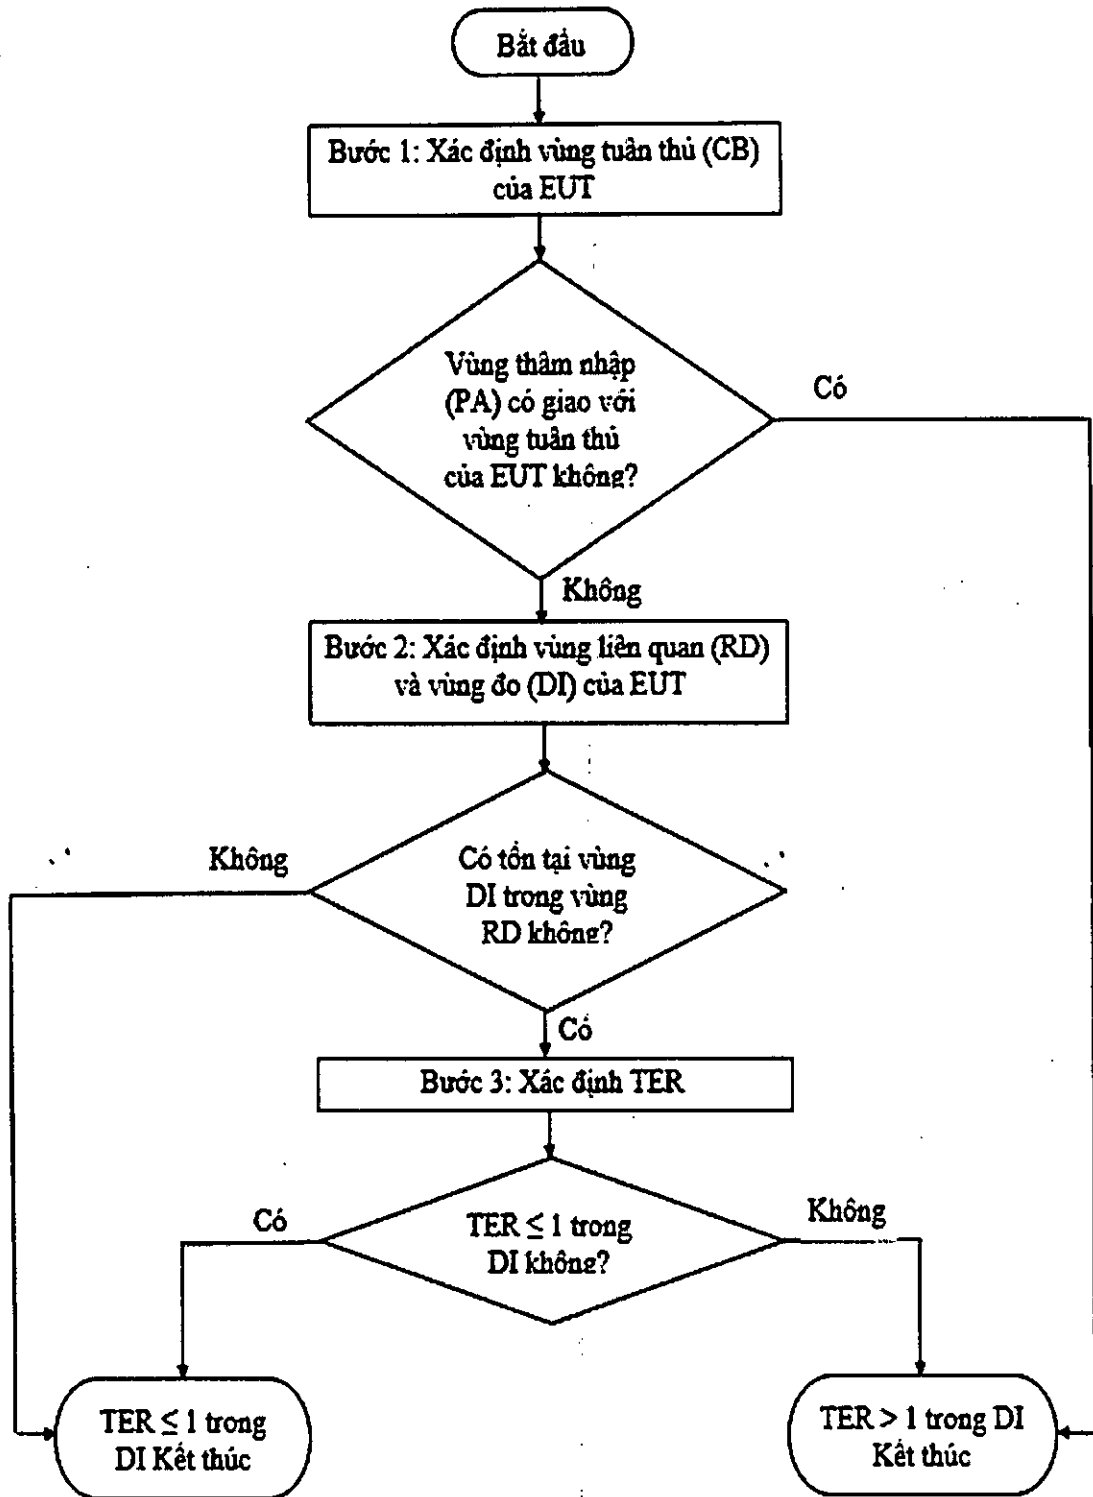 Bắt đầu
Bước 1: Xác định vùng tuân thủ (CB)
của EUT
Vùng thâm nhập
(PA) có giao với
vùng tuân thủ
của EUT không?
Có
Không
Bước 2: Xác định vùng liên quan (RD)
và vùng đo (DI) của EUT
Không
Có tồn tại vùng
DI trong vùng
RD không?
Có
Bước 3: Xác định TER
Có
TER ≤ 1 trong
DI không?
Không
TER ≤ 1 trong
DI Kết thúc
TER > 1 trong DI
Kết thúc